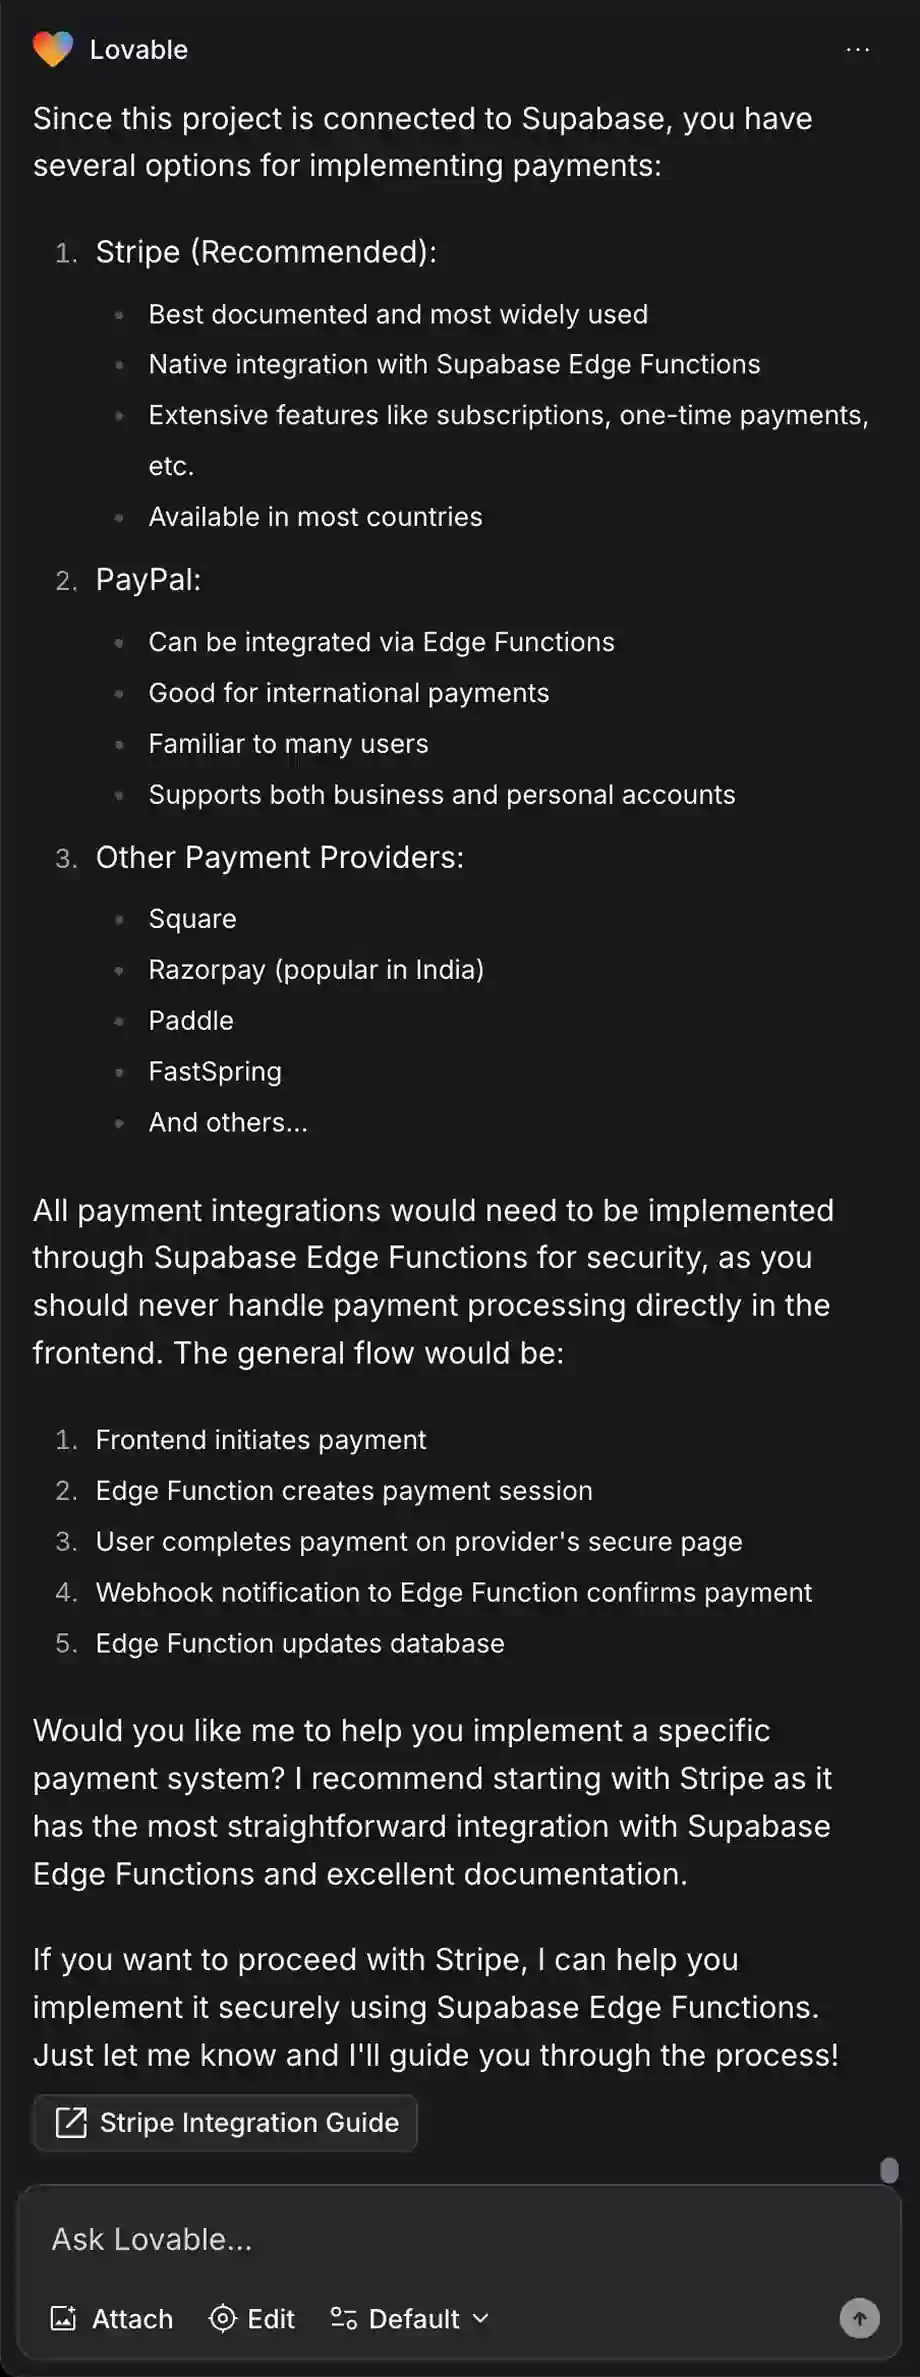 Lovable
...
Since this project is connected to Supabase, you have
several options for implementing payments:
1. Stripe (Recommended):
• Best documented and most widely used
• Native integration with Supabase Edge Functions
• Extensive features like subscriptions, one-time payments,
etc.
• Available in most countries
2. PayPal:
• Can be integrated via Edge Functions
• Good for international payments
• Familiar to many users
• Supports both business and personal accounts
3. Other Payment Providers:
• Square
• Razorpay (popular in India)
• Paddle
• FastSpring
• And others...
All payment integrations would need to be implemented
through Supabase Edge Functions for security, as you
should never handle payment processing directly in the
frontend. The general flow would be:
1. Frontend initiates payment
2. Edge Function creates payment session
3. User completes payment on provider's secure page
4. Webhook notification to Edge Function confirms payment
5. Edge Function updates database
Would you like me to help you implement a specific
payment system? I recommend starting with Stripe as it
has the most straightforward integration with Supabase
Edge Functions and excellent documentation.
If you want to proceed with Stripe, I can help you
implement it securely using Supabase Edge Functions.
Just let me know and I'll guide you through the process!
Stripe Integration Guide
Ask Lovable...
Attach Edit Default